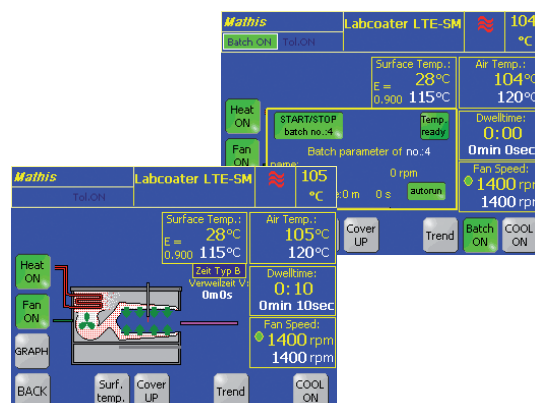 Mathis
Labcoater LTE-SM
104
°C
Batch ON
Tol.ON
Surface Temp.:
28°C
E =
0.900 115°C
Air Temp.:
104°C
120°C
Heat
ON
START/STOP
batch no.:4
Temp.
ready
Dwelltime:
0:00
0min 0sec
Fan
ON
Batch parameter of no.:4
0 rpm
0 m 0 s
autorun
Fan Speed:
1400 rpm
1400 rpm
Cover
UP
Trend
Batch
ON
COOL
ON
Mathis
Labcoater LTE-SM
105
°C
Tol.ON
Surface Temp.:
28°C
E =
0.900 115°C
Air Temp.:
105°C
120°C
Zeit Typ B
Verweilzeit V:
0m0s
Heat
ON
Dwelltime:
0:10
0min 10sec
Fan
ON
Fan Speed:
1400 rpm
1400 rpm
GRAPH
BACK
Surf.
temp.
Cover
UP
Trend
COOL
ON